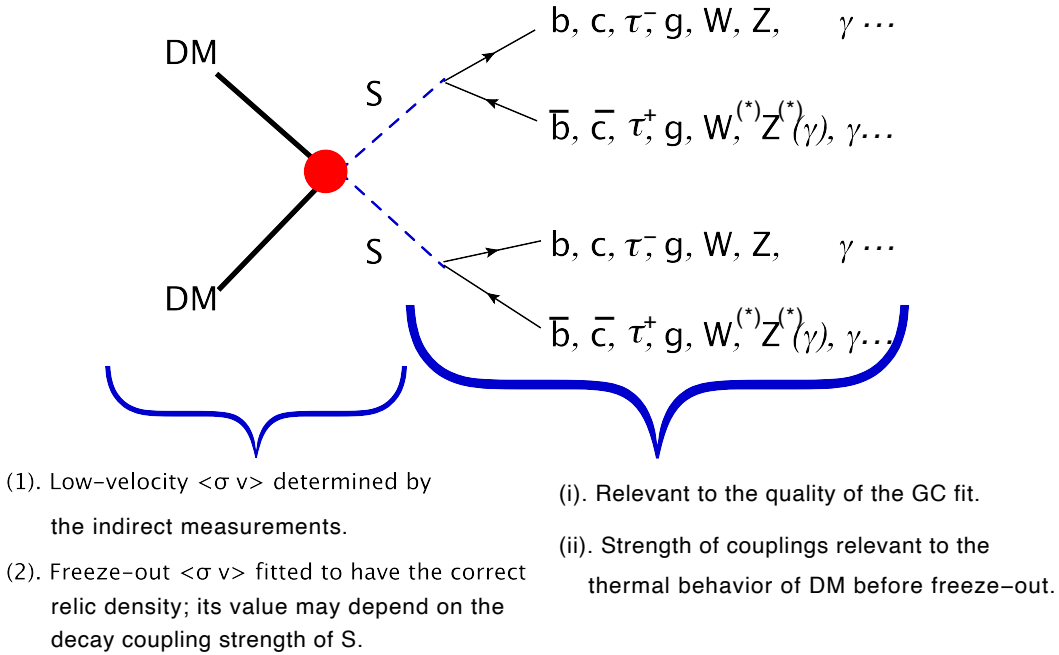 b, c, τ⁻, g, W, Z, γ ···
DM
S
b̅, c̅, τ⁺, g, W,⁽*⁾Z⁽*⁾(γ), γ···
S
b, c, τ⁻, g, W, Z, γ ···
DM
b̅, c̅, τ⁺, g, W,⁽*⁾Z⁽*⁾(γ), γ···
(1). Low−velocity <σ v> determined by
the indirect measurements.
(2). Freeze−out <σ v> fitted to have the correct
relic density; its value may depend on the
decay coupling strength of S.
(i). Relevant to the quality of the GC fit.
(ii). Strength of couplings relevant to the
thermal behavior of DM before freeze−out.